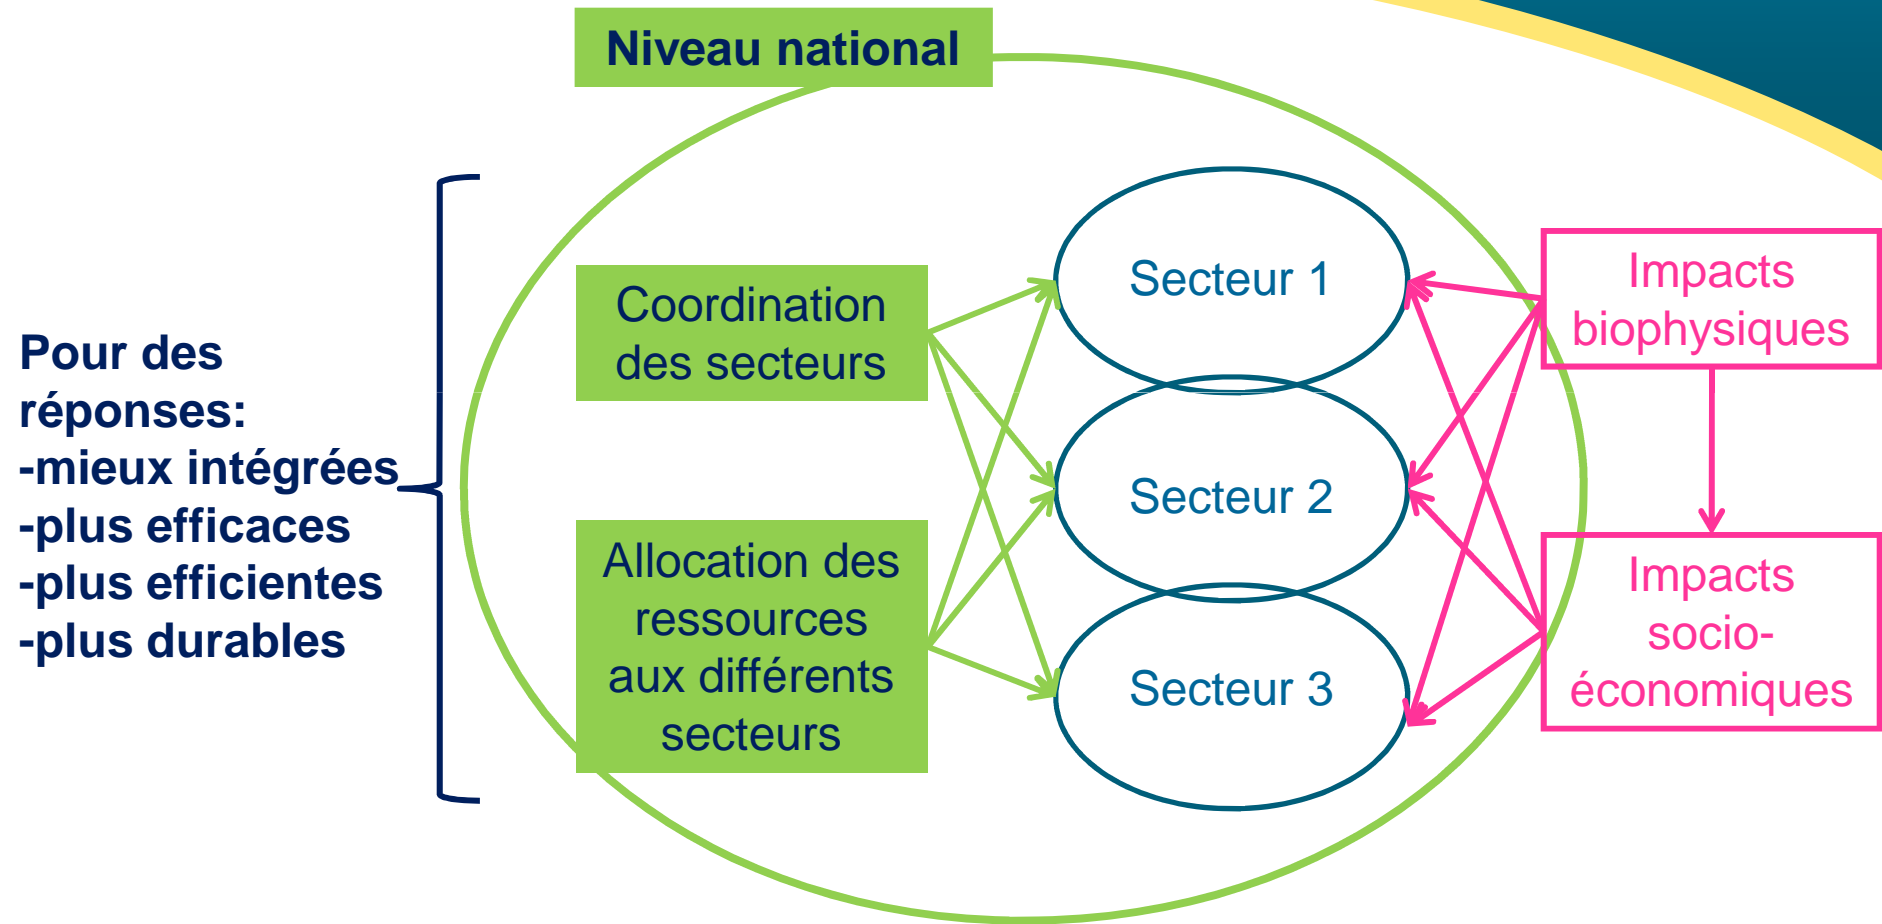 Niveau national
Pour des
réponses:
-mieux intégrées
-plus efficaces
-plus efficientes
-plus durables
Coordination
des secteurs
Allocation des
ressources
aux différents
secteurs
Secteur 1
Secteur 2
Secteur 3
Impacts
biophysiques
Impacts
socio-
économiques